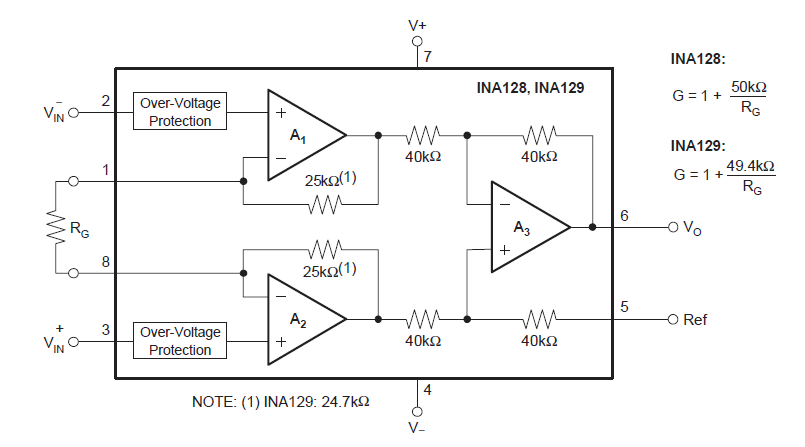 V+
7
INA128, INA129
INA128:
G = 1 + 50kΩ
RG
INA129:
G = 1 + 49.4kΩ
RG
V−IN
2
Over-Voltage
Protection
+
A1
−
40kΩ
40kΩ
1
25kΩ(1)
RG
−
A3
+
6
VO
8
25kΩ(1)
−
A2
+
V+IN
3
Over-Voltage
Protection
40kΩ
40kΩ
5
Ref
4
V−
NOTE: (1) INA129: 24.7kΩ